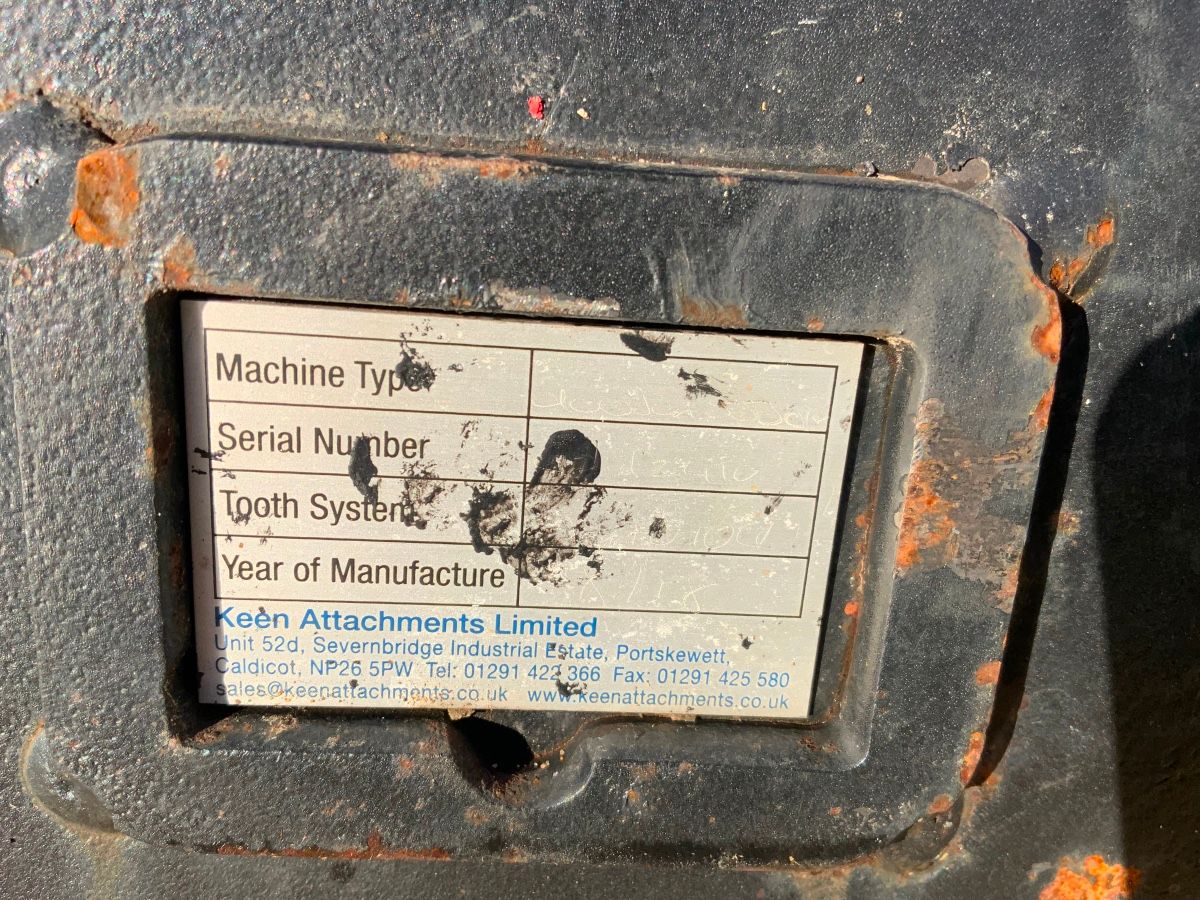 Machine Type
Serial Number
Tooth System
Year of Manufacture
Keen Attachments Limited
Unit 52d, Severnbridge Industrial Estate, Portskewett,
Caldicot, NP26 5PW Tel: 01291 422 366 Fax: 01291 425 580
sales@keenattachments.co.uk www.keenattachments.co.uk